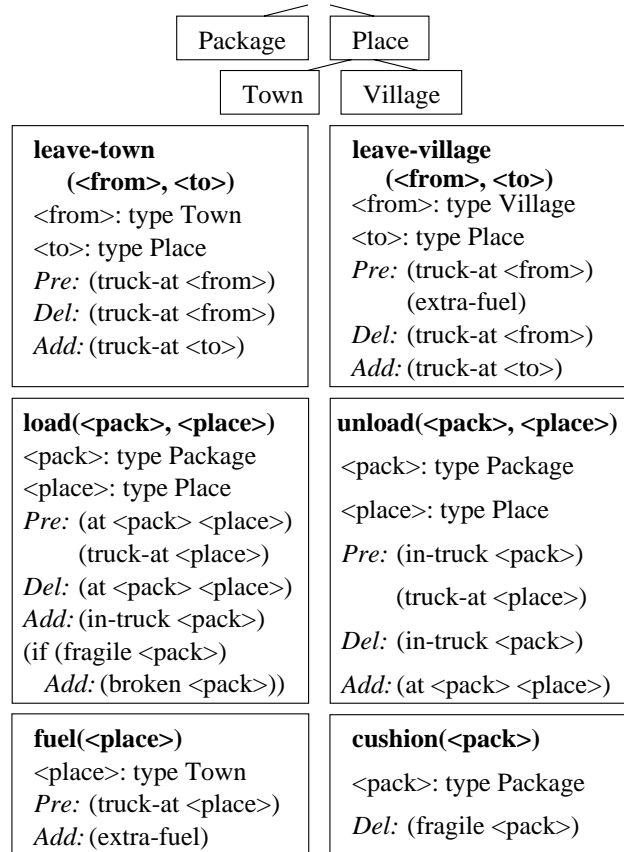 Package Place
Town Village
leave-town
(<from>, <to>)
<from>: type Town
<to>: type Place
Pre: (truck-at <from>)
Del: (truck-at <from>)
Add: (truck-at <to>)
leave-village
(<from>, <to>)
<from>: type Village
<to>: type Place
Pre: (truck-at <from>)
(extra-fuel)
Del: (truck-at <from>)
Add: (truck-at <to>)
load(<pack>, <place>)
<pack>: type Package
<place>: type Place
Pre: (at <pack> <place>)
(truck-at <place>)
Del: (at <pack> <place>)
Add: (in-truck <pack>)
(if (fragile <pack>)
Add: (broken <pack>))
unload(<pack>, <place>)
<pack>: type Package
<place>: type Place
Pre: (in-truck <pack>)
(truck-at <place>)
Del: (in-truck <pack>)
Add: (at <pack> <place>)
fuel(<place>)
<place>: type Town
Pre: (truck-at <place>)
Add: (extra-fuel)
cushion(<pack>)
<pack>: type Package
Del: (fragile <pack>)